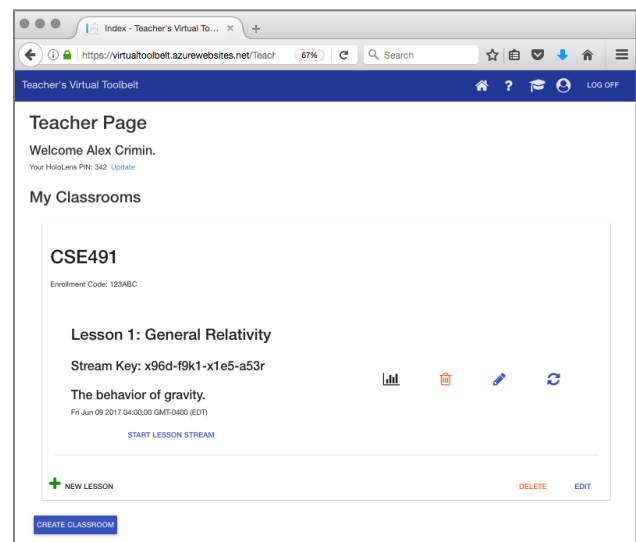 Index - Teacher's Virtual To...
https://virtualtoolbelt.azurewebsites.net/Teach 67% Search
Teacher's Virtual Toolbelt ? LOG OFF
Teacher Page
Welcome Alex Crimin.
Your HoloLens PIN: 342 Update
My Classrooms
CSE491
Enrollment Code: 123ABC
Lesson 1: General Relativity
Stream Key: x96d-f9k1-x1e5-a53r
The behavior of gravity.
Fri Jun 09 2017 04:00:00 GMT-0400 (EDT)
START LESSON STREAM
NEW LESSON DELETE EDIT
CREATE CLASSROOM